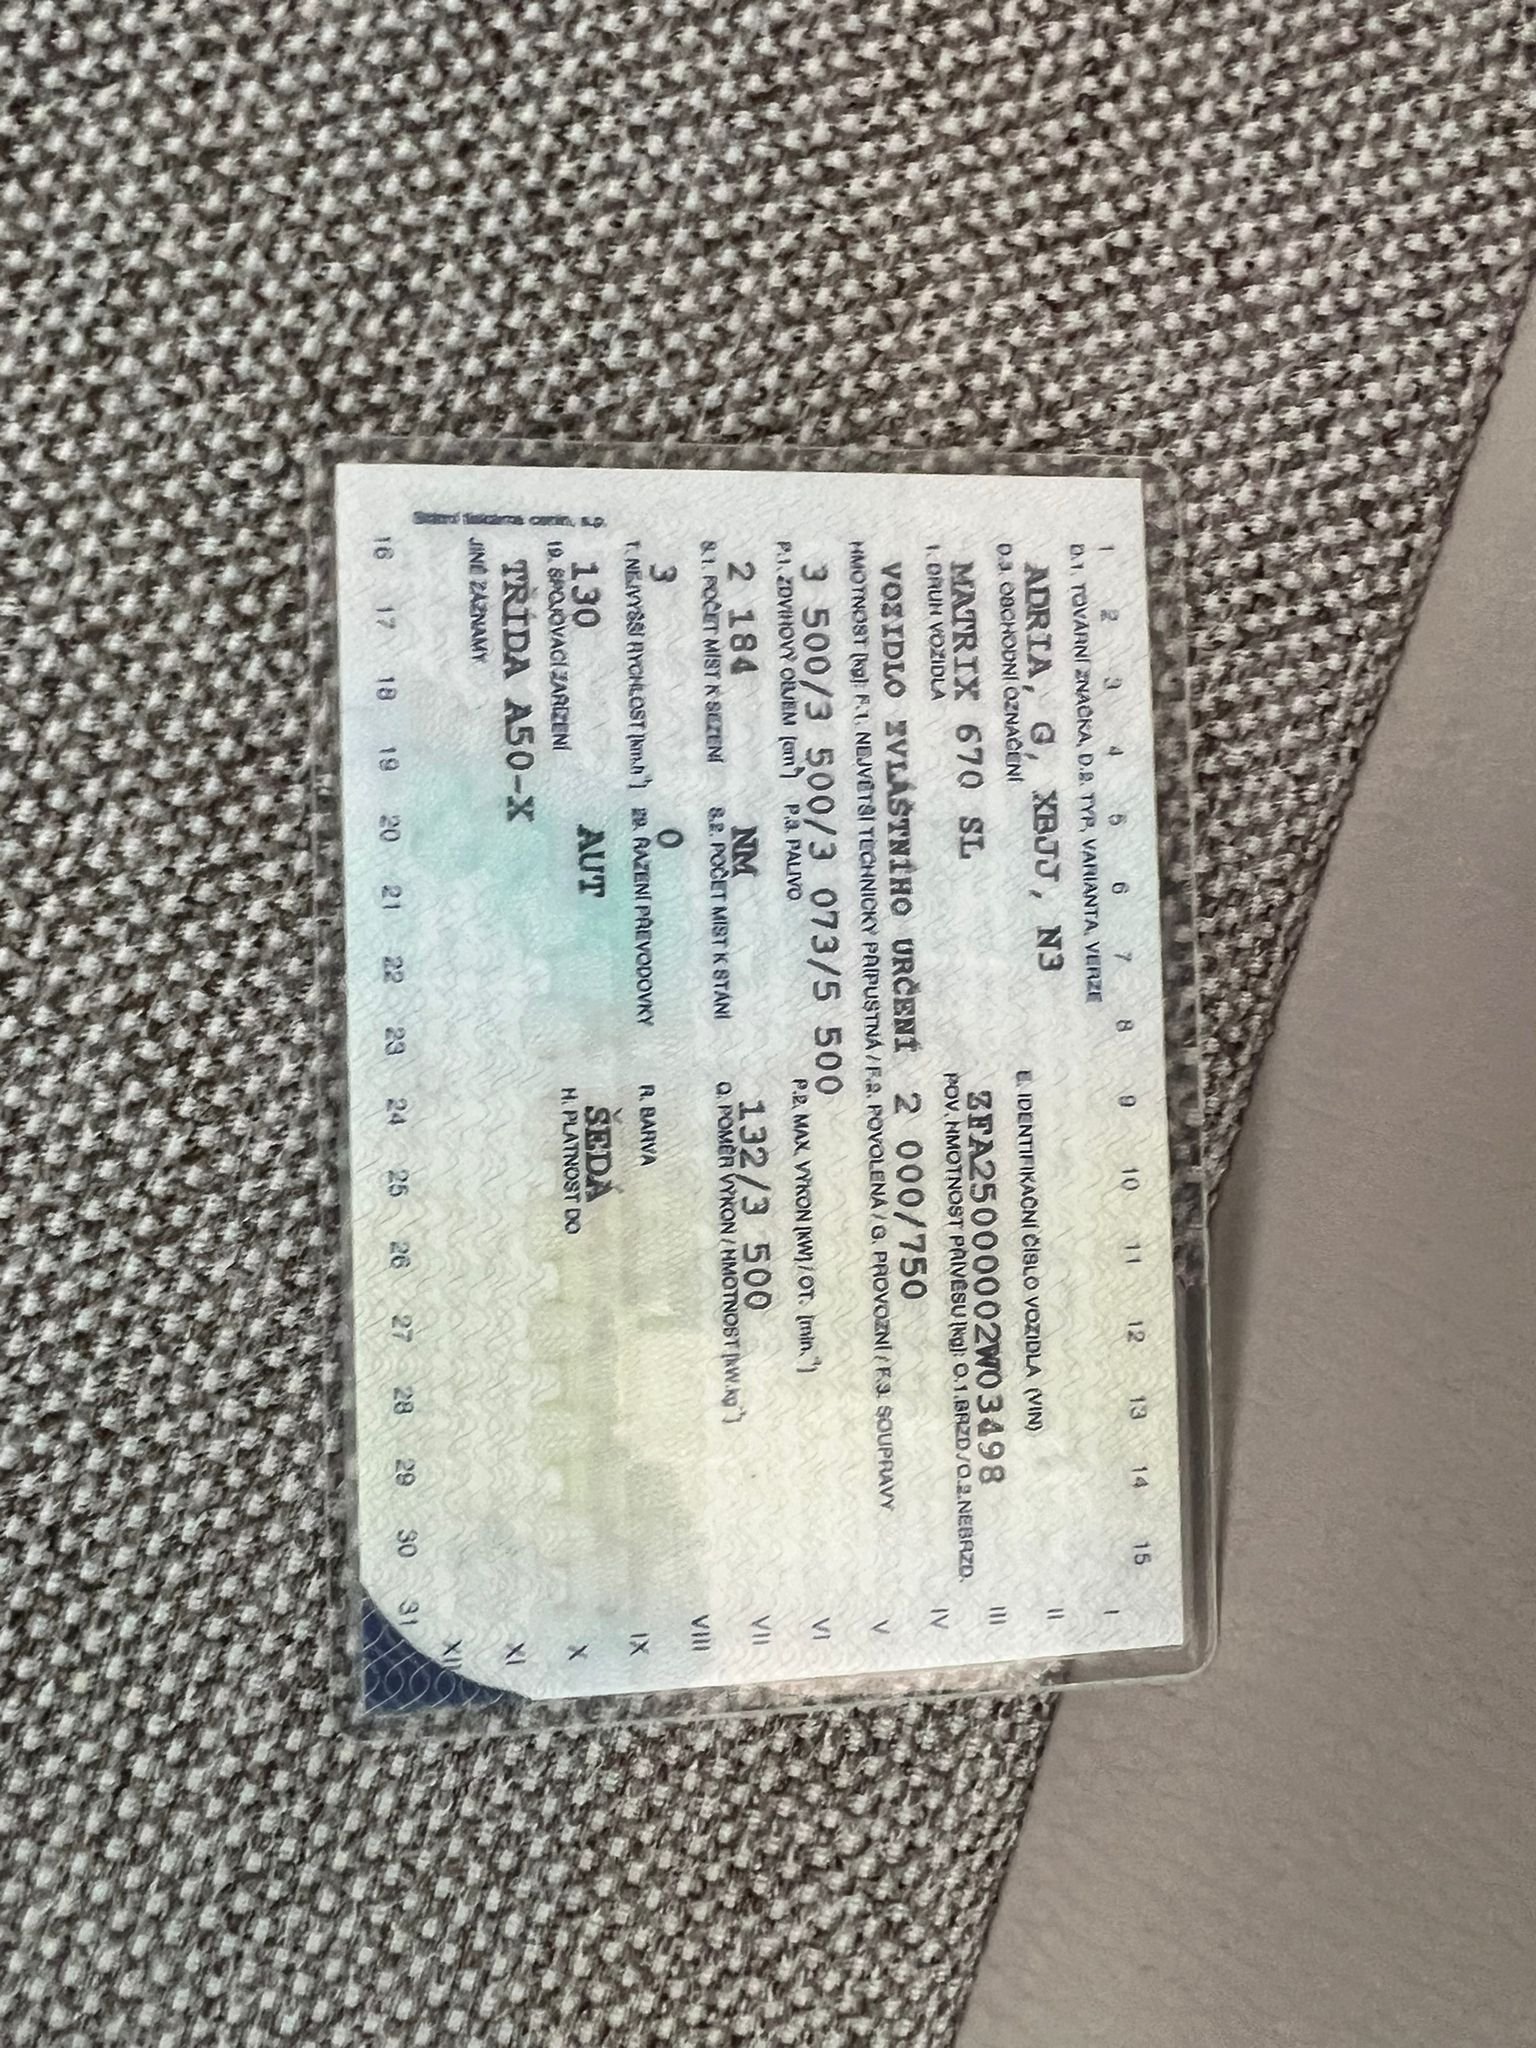 1 2 3 4 5 6 7 8 9 10 11 12 13 14 15
D.1. TOVÁRNÍ ZNAČKA, D.2. TYP, VARIANTA, VERZE
ADRIA, G, XBJJ, N3
D.3 OBCHODNÍ OZNAČENÍ E. IDENTIFIKAČNÍ ČÍSLO VOZIDLA (VIN)
MATRIX 670 SL ZFA25000002W03498
1. DRUH VOZIDLA POV. HMOTNOST PŘÍVĚSU [kg]: O.1.BRZD./O.2.NEBRZD.
VOZIDLO ZVLÁŠTNÍHO URČENÍ 2 000/750
HMOTNOST [kg]: F.1. NEJVĚTŠÍ TECHNICKY PŘÍPUSTNÁ / F.2. POVOLENÁ / G. PROVOZNÍ / F.3. SOUPRAVY
3 500/3 500/3 073/5 500
P.1. ZDVIHOVÝ OBJEM [cm³] P.3. PALIVO P.2. MAX. VÝKON [kW] / OT. [min.⁻¹]
2 184 NM 132/3 500
S.1. POČET MÍST K SEZENÍ S.2. POČET MÍST K STÁNÍ Q. POMĚR VÝKON / HMOTNOST [kW.kg⁻¹]
3 0
T. NEJVYŠŠÍ RYCHLOST [km.h⁻¹] 29. ŘAZENÍ PŘEVODOVKY R. BARVA
130 AUT ŠEDÁ
19. SPOJOVACÍ ZAŘÍZENÍ H. PLATNOST DO
TŘÍDA A50-X
JINÉ ZÁZNAMY
16 17 18 19 20 21 22 23 24 25 26 27 28 29 30 31
I
II
III
IV
V
VI
VII
VIII
IX
X
XI
XII
Státní tiskárna cenin, s.p.